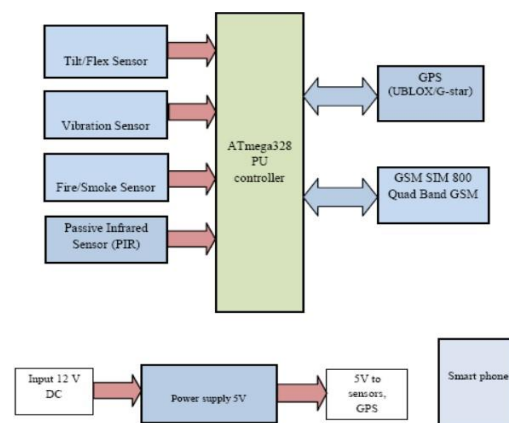 Tilt/Flex Sensor
Vibration Sensor
Fire/Smoke Sensor
Passive Infrared
Sensor (PIR)
ATmega328
PU
controller
GPS
(UBLOX/G-star)
GSM SIM 800
Quad Band GSM
Input 12 V
DC
Power supply 5V
5V to
sensors,
GPS
Smart phone